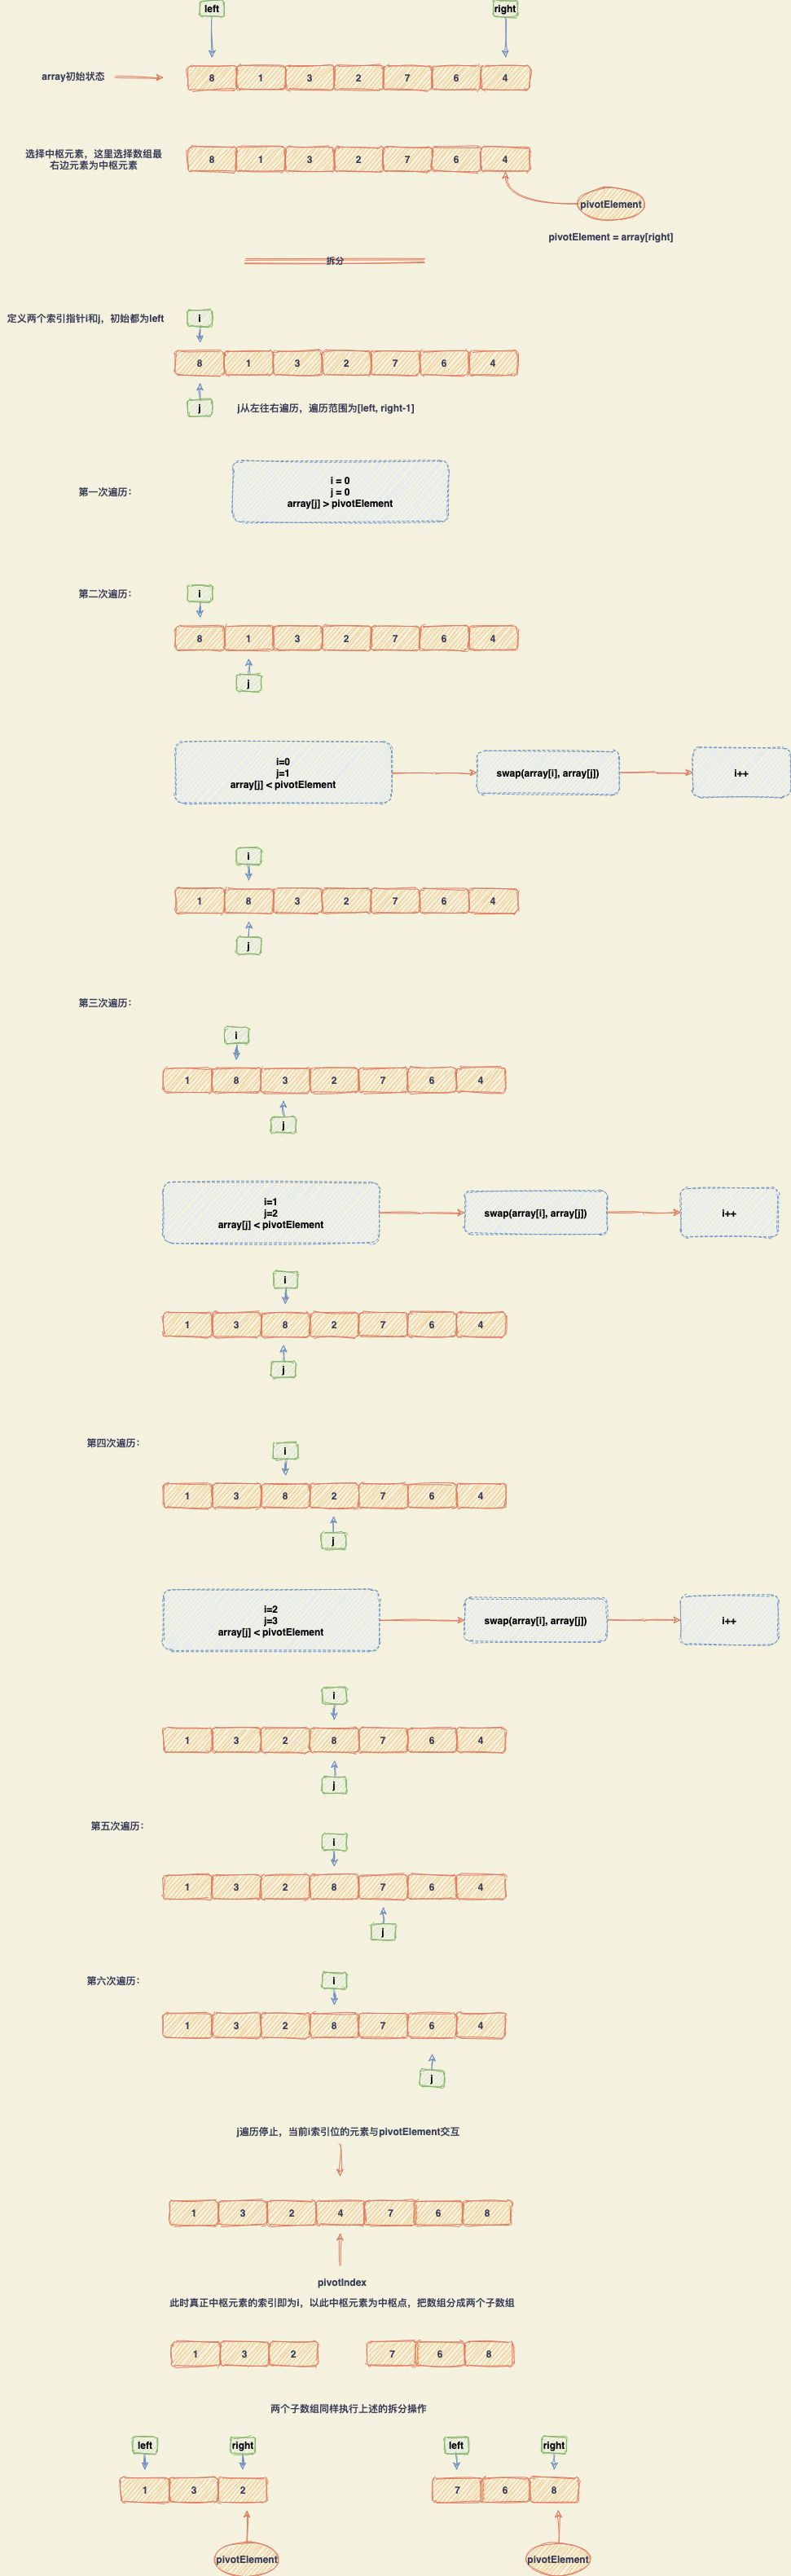 left right
array初始状态
8 1 3 2 7 6 4
选择中枢元素，这里选择数组最
右边元素为中枢元素
8 1 3 2 7 6 4
pivotElement
pivotElement = array[right]
拆分
定义两个索引指针i和j，初始都为left
i
8 1 3 2 7 6 4
j
j从左往右遍历，遍历范围为[left, right-1]
第一次遍历：
i = 0
j = 0
array[j] > pivotElement
第二次遍历：
i
8 1 3 2 7 6 4
j
i=0
j=1
array[j] < pivotElement
swap(array[i], array[j])
i++
i
1 8 3 2 7 6 4
j
第三次遍历：
i
1 8 3 2 7 6 4
j
i=1
j=2
array[j] < pivotElement
swap(array[i], array[j])
i++
i
1 3 8 2 7 6 4
j
第四次遍历：
i
1 3 8 2 7 6 4
j
i=2
j=3
array[j] < pivotElement
swap(array[i], array[j])
i++
i
1 3 2 8 7 6 4
j
第五次遍历：
i
1 3 2 8 7 6 4
j
第六次遍历：
i
1 3 2 8 7 6 4
j
j遍历停止，当前i索引位的元素与pivotElement交互
1 3 2 4 7 6 8
pivotIndex
此时真正中枢元素的索引即为i，以此中枢元素为中枢点，把数组分成两个子数组
1 3 2 7 6 8
两个子数组同样执行上述的拆分操作
left right left right
1 3 2 7 6 8
pivotElement pivotElement